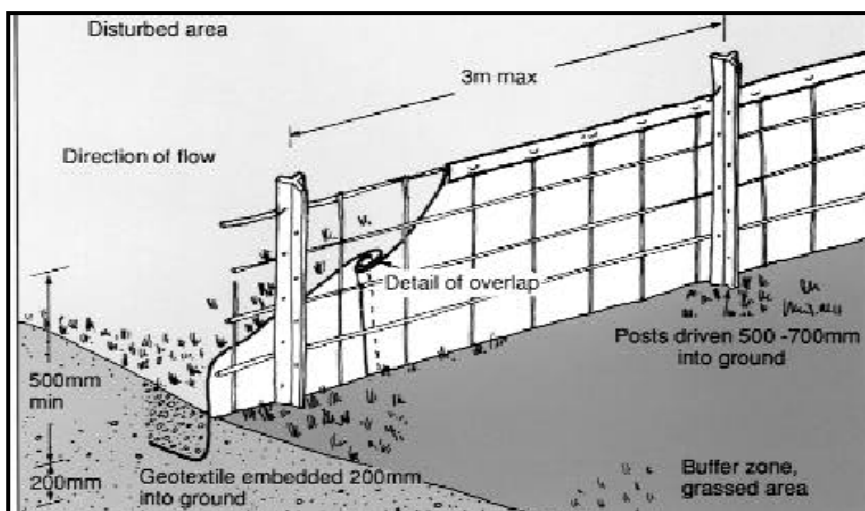 Disturbed area
3m max
Direction of flow
Detail of overlap
Posts driven 500 -700mm
into ground
500mm
min
200mm
Geotextile embedded 200mm
into ground
Buffer zone,
grassed area